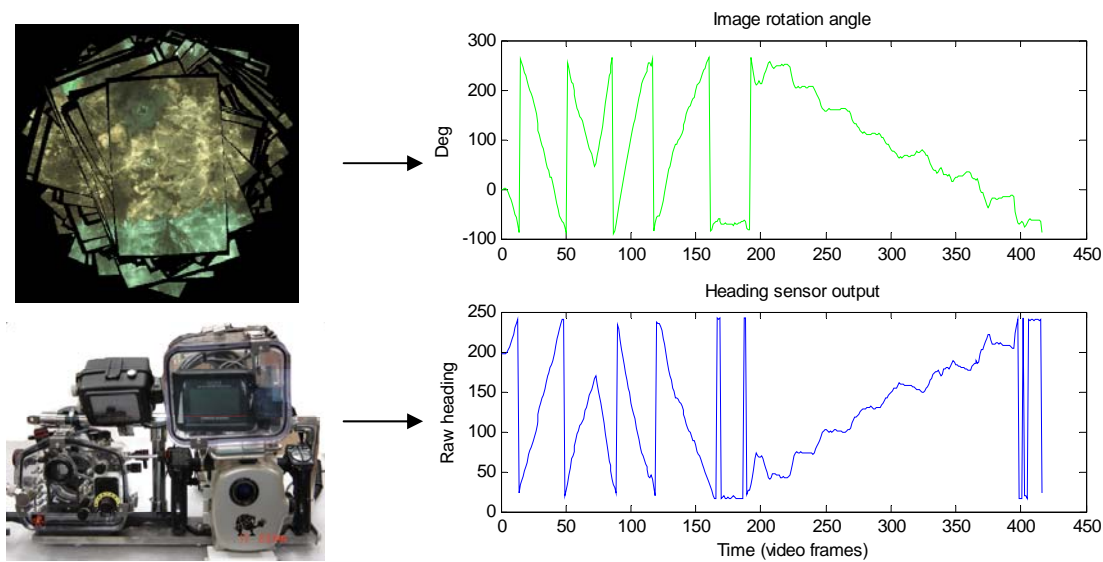 Image rotation angle
300
200
100
0
-100
Deg
0 50 100 150 200 250 300 350 400 450
Heading sensor output
250
200
150
100
50
0
Raw heading
0 50 100 150 200 250 300 350 400 450
Time (video frames)